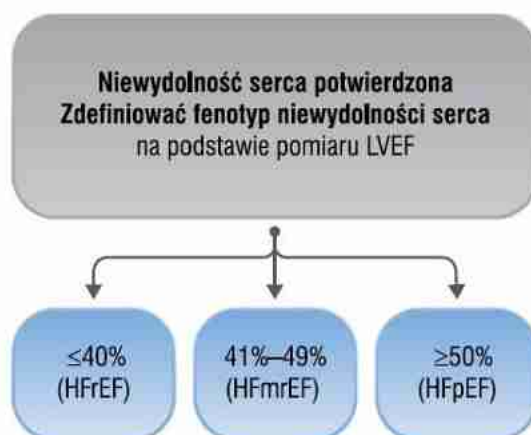 Niewydolność serca potwierdzona
Zdefiniować fenotyp niewydolności serca
na podstawie pomiaru LVEF
≤40%
(HFrEF)
41%–49%
(HFmrEF)
≥50%
(HFpEF)